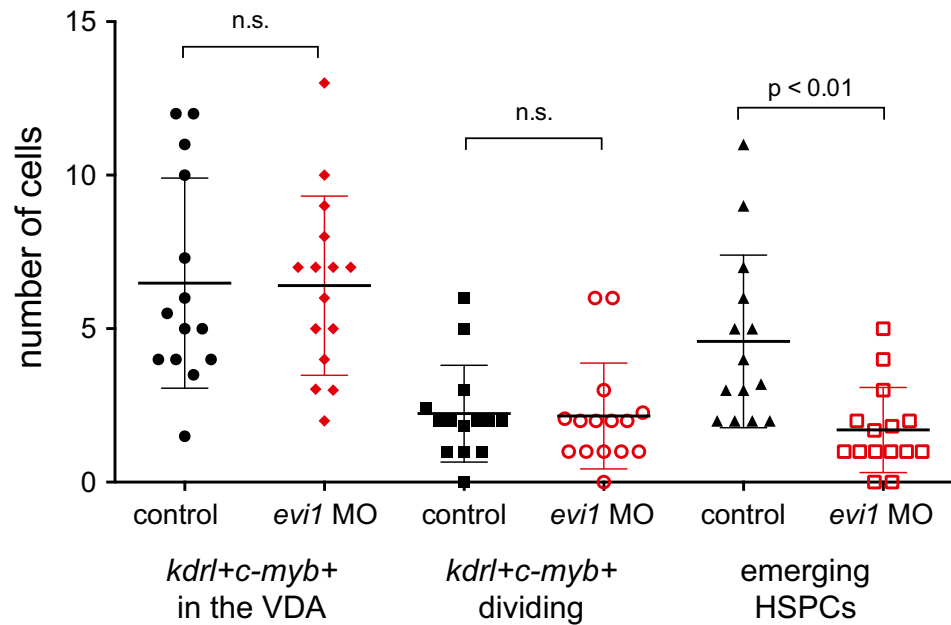 15
10
5
0
number of cells
n.s.
n.s.
p < 0.01
control
evi1 MO
control
evi1 MO
control
evi1 MO
kdrl+c-myb+
in the VDA
kdrl+c-myb+
dividing
emerging
HSPCs